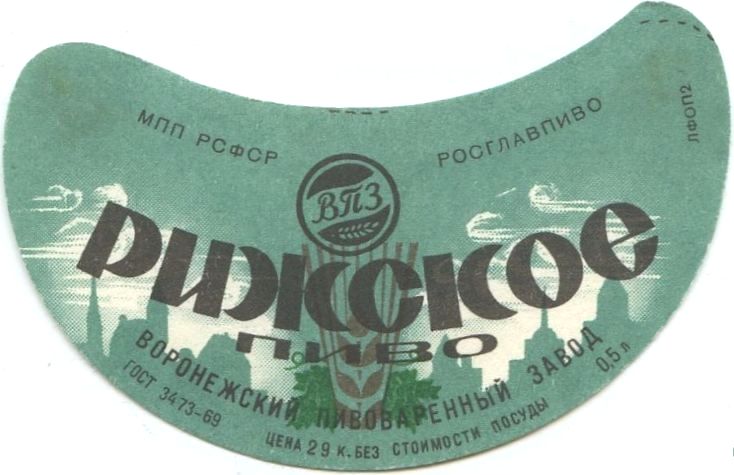 МПП РСФСР
РОСГЛАВПИВО
ЛФОП2
ВПЗ
РИЖСКОЕ
ПИВО
ВОРОНЕЖСКИЙ ПИВОВАРЕННЫЙ ЗАВОД
ГОСТ 3473-69
ЦЕНА 29 К. БЕЗ СТОИМОСТИ ПОСУДЫ
0,5 л